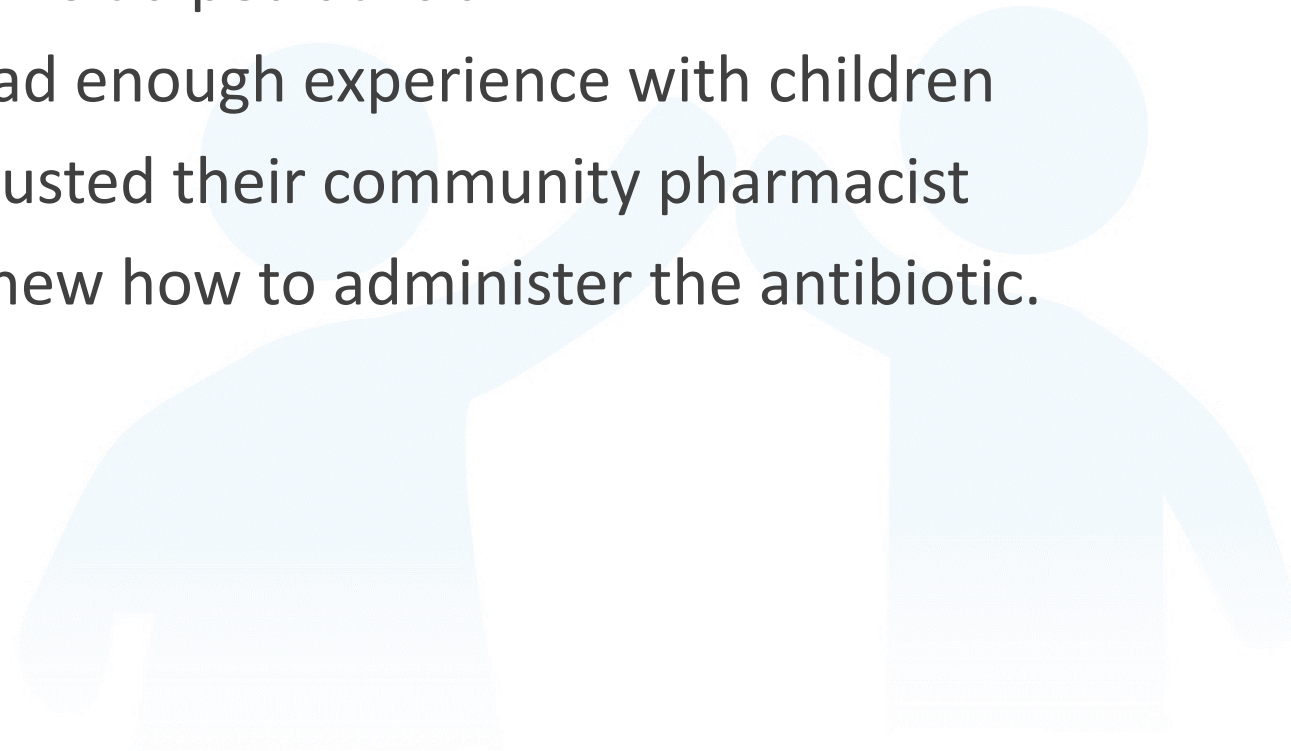 ad enough experience with children
usted their community pharmacist
new how to administer the antibiotic.